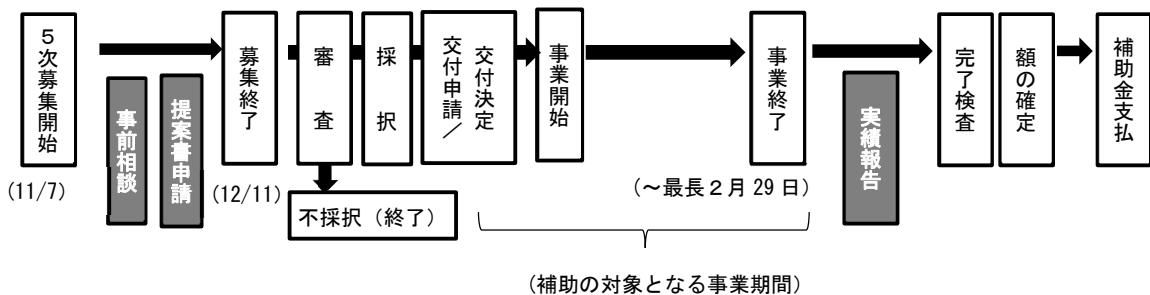 ５次募集開始
(11/7)
事前相談
提案書申請
募集終了
(12/11)
審査
不採択（終了）
採択
交付申請／
交付決定
事業開始
事業終了
(～最長２月 29 日)
(補助の対象となる事業期間)
実績報告
完了検査
額の確定
補助金支払